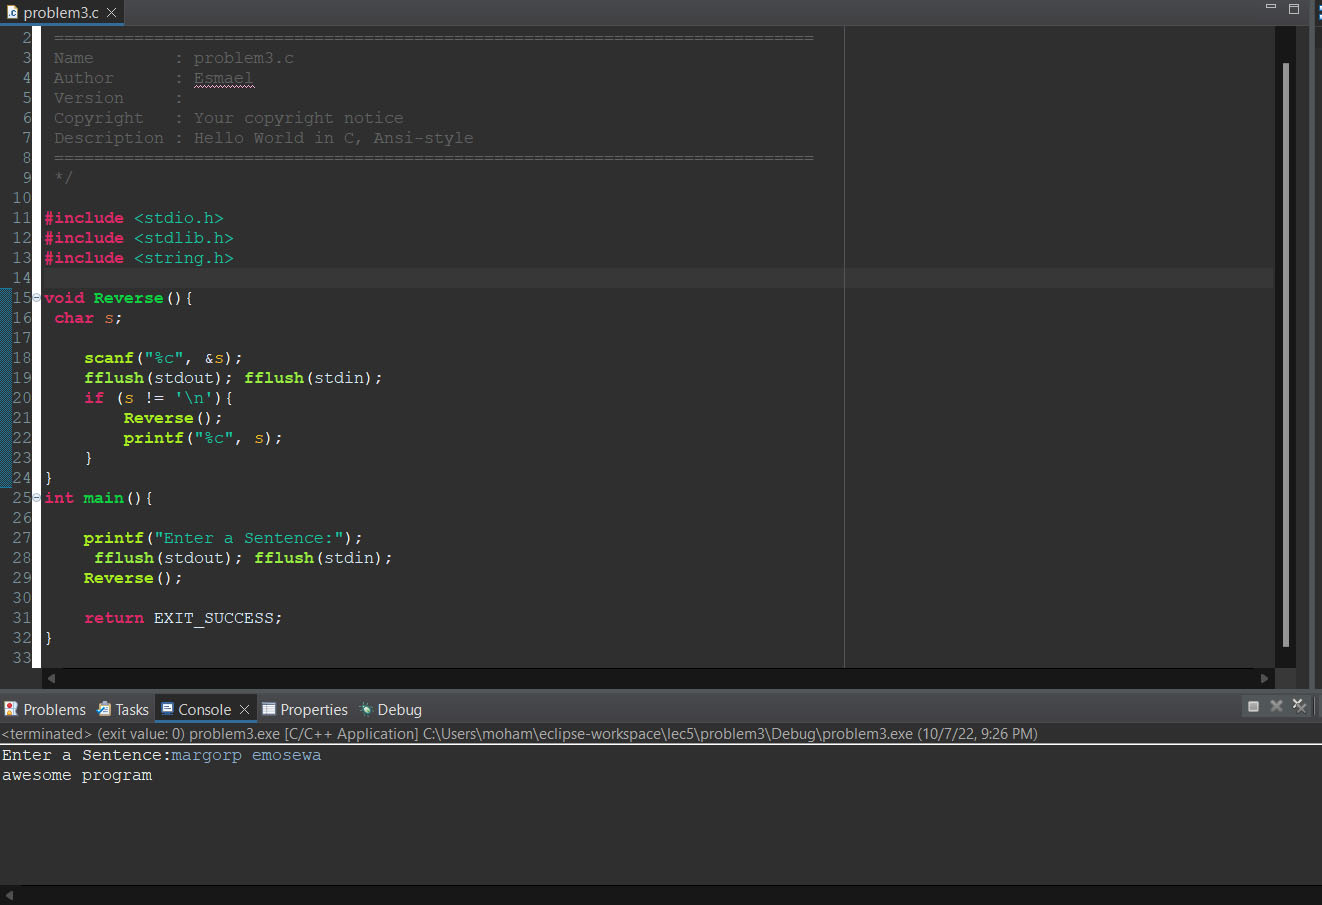 problem3.c
2 ============================================================================
3 Name        : problem3.c
4 Author      : Esmael
5 Version     :
6 Copyright   : Your copyright notice
7 Description : Hello World in C, Ansi-style
8 ============================================================================
9 */
10
11 #include <stdio.h>
12 #include <stdlib.h>
13 #include <string.h>
14
15 void Reverse(){
16  char s;
17
18     scanf("%c", &s);
19     fflush(stdout); fflush(stdin);
20     if (s != '\n'){
21         Reverse();
22         printf("%c", s);
23     }
24 }
25 int main(){
26
27     printf("Enter a Sentence:");
28      fflush(stdout); fflush(stdin);
29     Reverse();
30
31     return EXIT_SUCCESS;
32 }
33
Problems Tasks Console Properties Debug
<terminated> (exit value: 0) problem3.exe [C/C++ Application] C:\Users\moham\eclipse-workspace\lec5\problem3\Debug\problem3.exe (10/7/22, 9:26 PM)
Enter a Sentence:margorp emosewa
awesome program